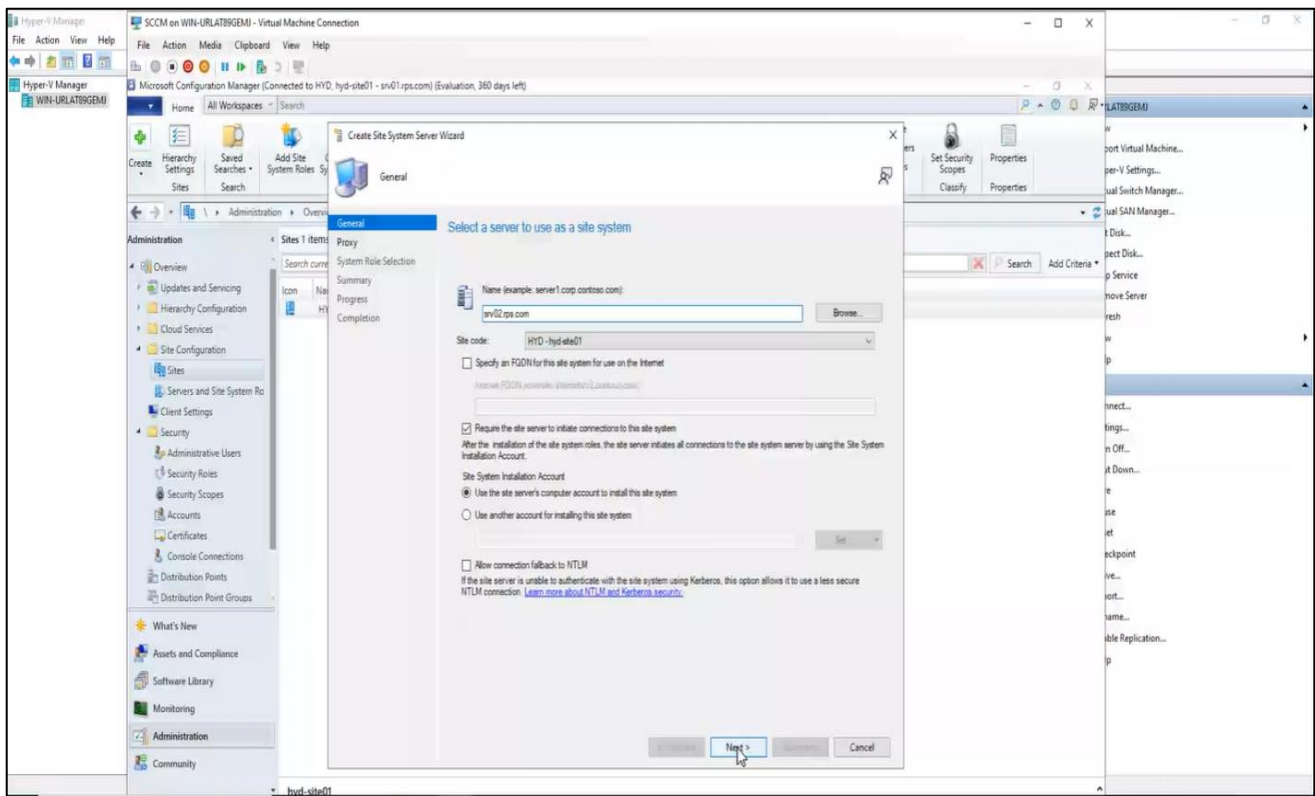 Hyper-V Manager
File Action View Help
Hyper-V Manager
WIN-URLAT89GEMJ
SCCM on WIN-URLAT89GEMJ - Virtual Machine Connection
File Action Media Clipboard View Help
Microsoft Configuration Manager (Connected to HYD, hyd-site01 - srv01.rps.com) (Evaluation, 360 days left)
Home All Workspaces Search
Create
Hierarchy Settings
Saved Searches
Add Site System Roles
Sites
Search
Set Security Scopes
Properties
Classify
Properties
\ Administration Overvi
Administration
Overview
Updates and Servicing
Hierarchy Configuration
Cloud Services
Site Configuration
Sites
Servers and Site System Ro
Client Settings
Security
Administrative Users
Security Roles
Security Scopes
Accounts
Certificates
Console Connections
Distribution Points
Distribution Point Groups
What's New
Assets and Compliance
Software Library
Monitoring
Administration
Community
Sites 1 items
Search curre
Icon Na
HY
Search Add Criteria
Create Site System Server Wizard
General
General
Proxy
System Role Selection
Summary
Progress
Completion
Select a server to use as a site system
Name (example: server1.corp.contoso.com):
srv02.rps.com
Browse...
Site code: HYD - hyd-site01
Specify an FQDN for this site system for use on the Internet
Require the site server to initiate connections to this site system
After the installation of the site system roles, the site server initiates all connections to the site system server by using the Site System
Installation Account.
Site System Installation Account
Use the site server's computer account to install this site system
Use another account for installing this site system
Set...
Allow connection fallback to NTLM
If the site server is unable to authenticate with the site system using Kerberos, this option allows it to use a less secure
NTLM connection. Learn more about NTLM and Kerberos security.
Next >
Cancel
hyd-site01
LAT89GEMJ
w
port Virtual Machine...
per-V Settings...
ual Switch Manager...
ual SAN Manager...
t Disk...
pect Disk...
p Service
move Server
resh
w
p
nnect...
tings...
n Off...
ut Down...
e
use
et
eckpoint
ve...
ort...
name...
ble Replication...
p